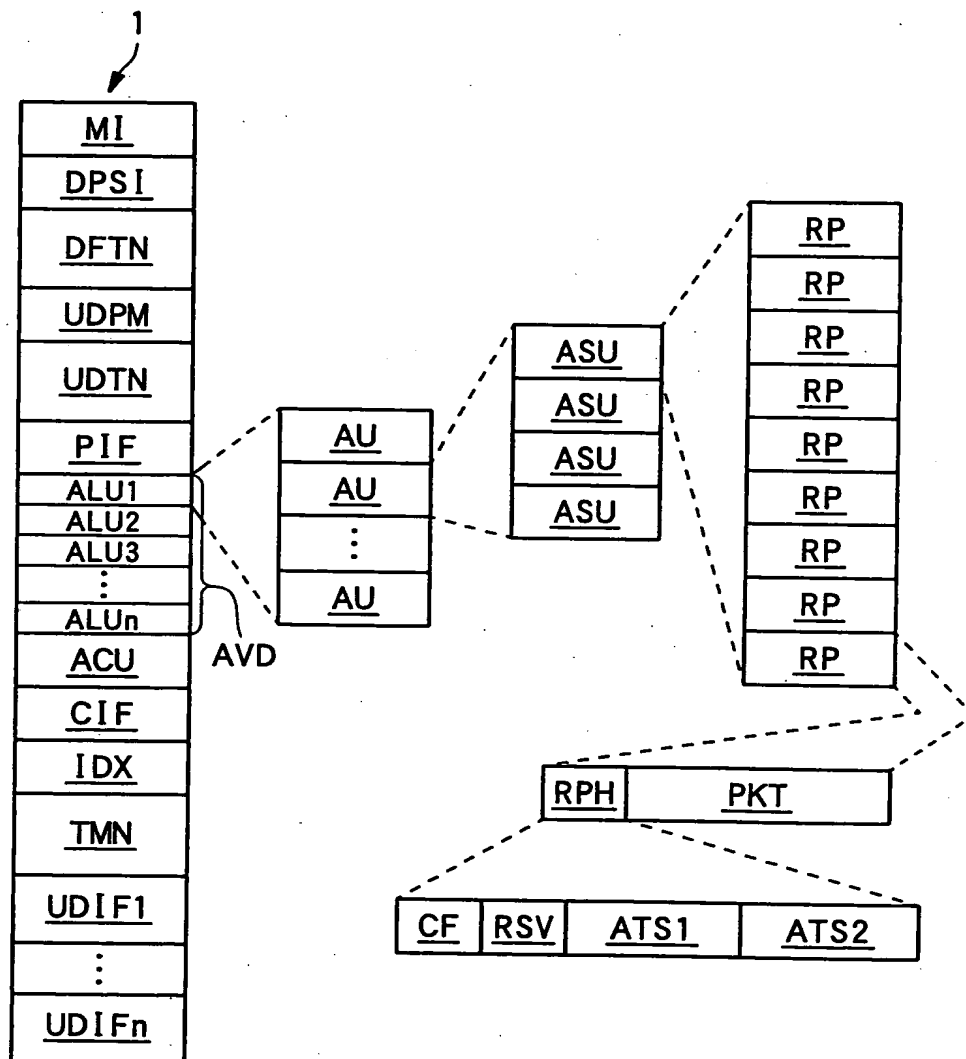 1
MI
DPSI
DFTN
UDPM
UDTN
PIF
ALU1
ALU2
ALU3
⋮
ALUn
AVD
ACU
CIF
IDX
TMN
UDIF1
⋮
UDIFn
AU
AU
⋮
AU
ASU
ASU
ASU
ASU
RP
RP
RP
RP
RP
RP
RP
RP
RP
RPH PKT
CF RSV ATS1 ATS2